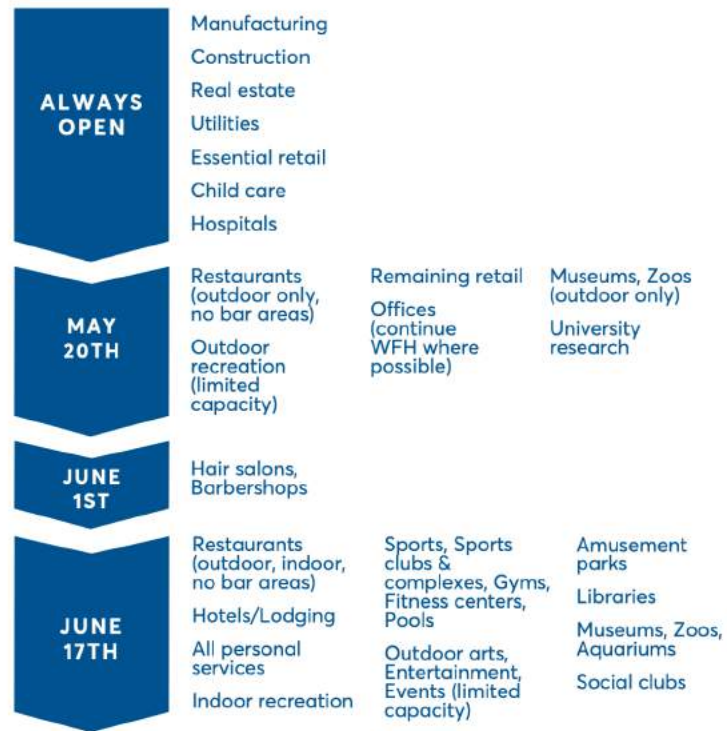 ALWAYS
OPEN
Manufacturing
Construction
Real estate
Utilities
Essential retail
Child care
Hospitals
MAY
20TH
Restaurants
(outdoor only,
no bar areas)
Outdoor
recreation
(limited
capacity)
Remaining retail
Offices
(continue
WFH where
possible)
Museums, Zoos
(outdoor only)
University
research
JUNE
1ST
Hair salons,
Barbershops
JUNE
17TH
Restaurants
(outdoor, indoor,
no bar areas)
Hotels/Lodging
All personal
services
Indoor recreation
Sports, Sports
clubs &
complexes, Gyms,
Fitness centers,
Pools
Outdoor arts,
Entertainment,
Events (limited
capacity)
Amusement
parks
Libraries
Museums, Zoos,
Aquariums
Social clubs